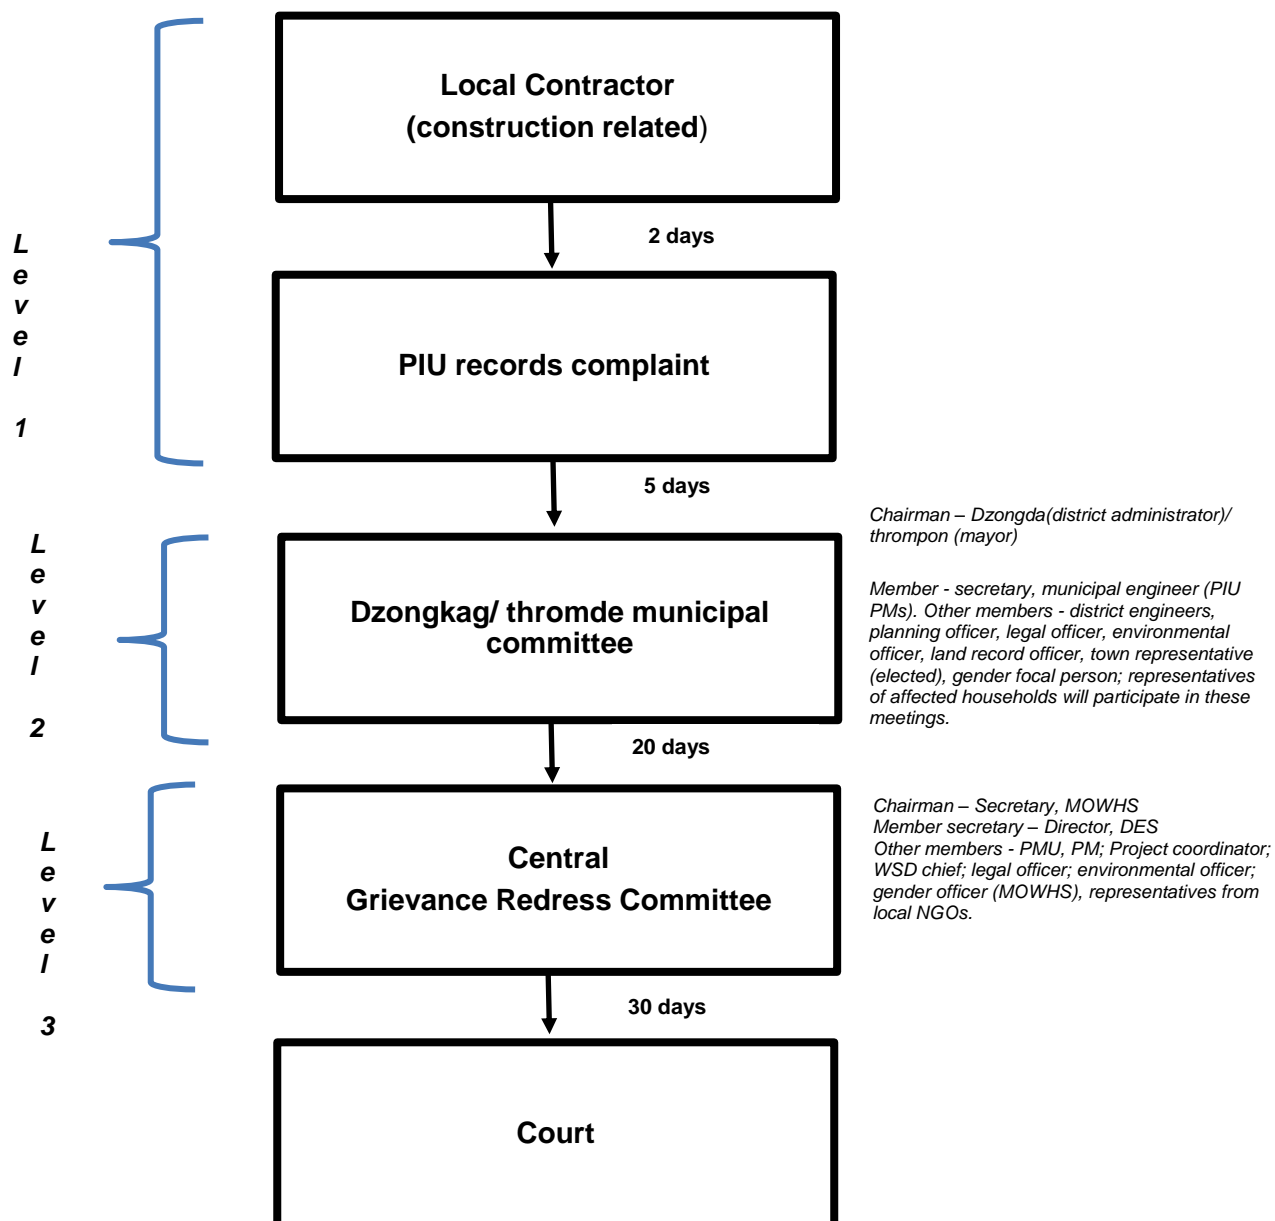 Local Contractor
(construction related)
2 days
Level 1
PIU records complaint
5 days
Chairman – Dzongda(district administrator)/
thrompon (mayor)
Level 2
Dzongkag/ thromde municipal
committee
Member - secretary, municipal engineer (PIU
PMs). Other members - district engineers,
planning officer, legal officer, environmental
officer, land record officer, town representative
(elected), gender focal person; representatives
of affected households will participate in these
meetings.
20 days
Level 3
Central
Grievance Redress Committee
Chairman – Secretary, MOWHS
Member secretary – Director, DES
Other members - PMU, PM; Project coordinator;
WSD chief; legal officer; environmental officer;
gender officer (MOWHS), representatives from
local NGOs.
30 days
Court